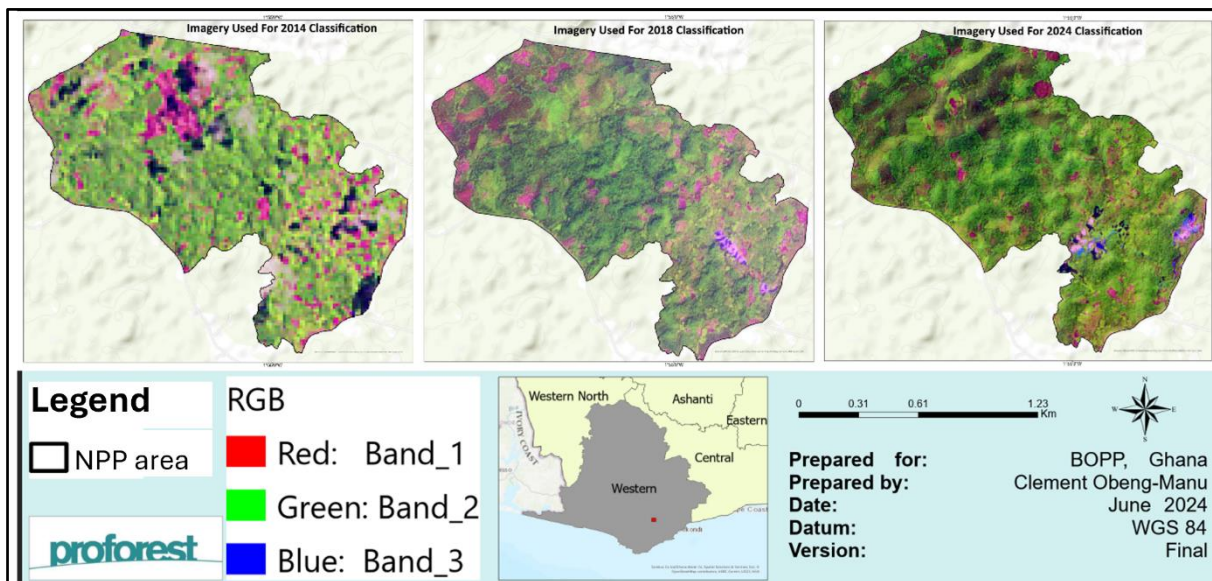 Imagery Used For 2014 Classification
Imagery Used For 2018 Classification
Imagery Used For 2024 Classification
Legend
NPP area
proforest
RGB
Red: Band_1
Green: Band_2
Blue: Band_3
Western North
Ashanti
Eastern
IVORY COAST
Central
Western
0 0.31 0.61 1.23
Km
N
W E
S
Prepared for: BOPP, Ghana
Prepared by: Clement Obeng-Manu
Date: June 2024
Datum: WGS 84
Version: Final